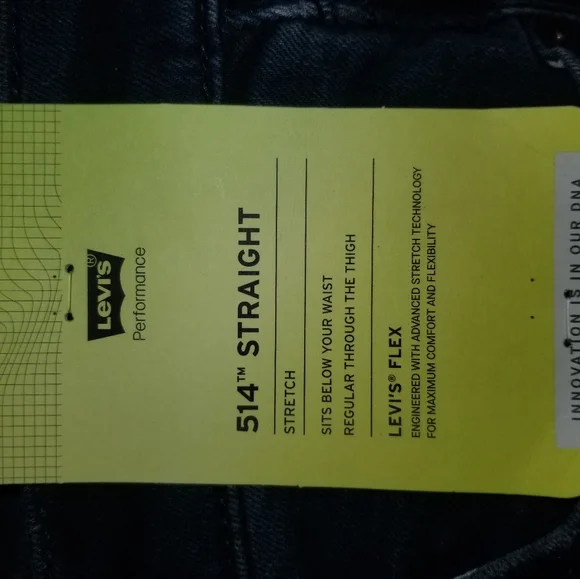 LEVI'S®
Performance
514™ STRAIGHT
STRETCH
SITS BELOW YOUR WAIST
REGULAR THROUGH THE THIGH
LEVI'S® FLEX
ENGINEERED WITH ADVANCED STRETCH TECHNOLOGY
FOR MAXIMUM COMFORT AND FLEXIBILITY
INNOVATION IS IN OUR DNA